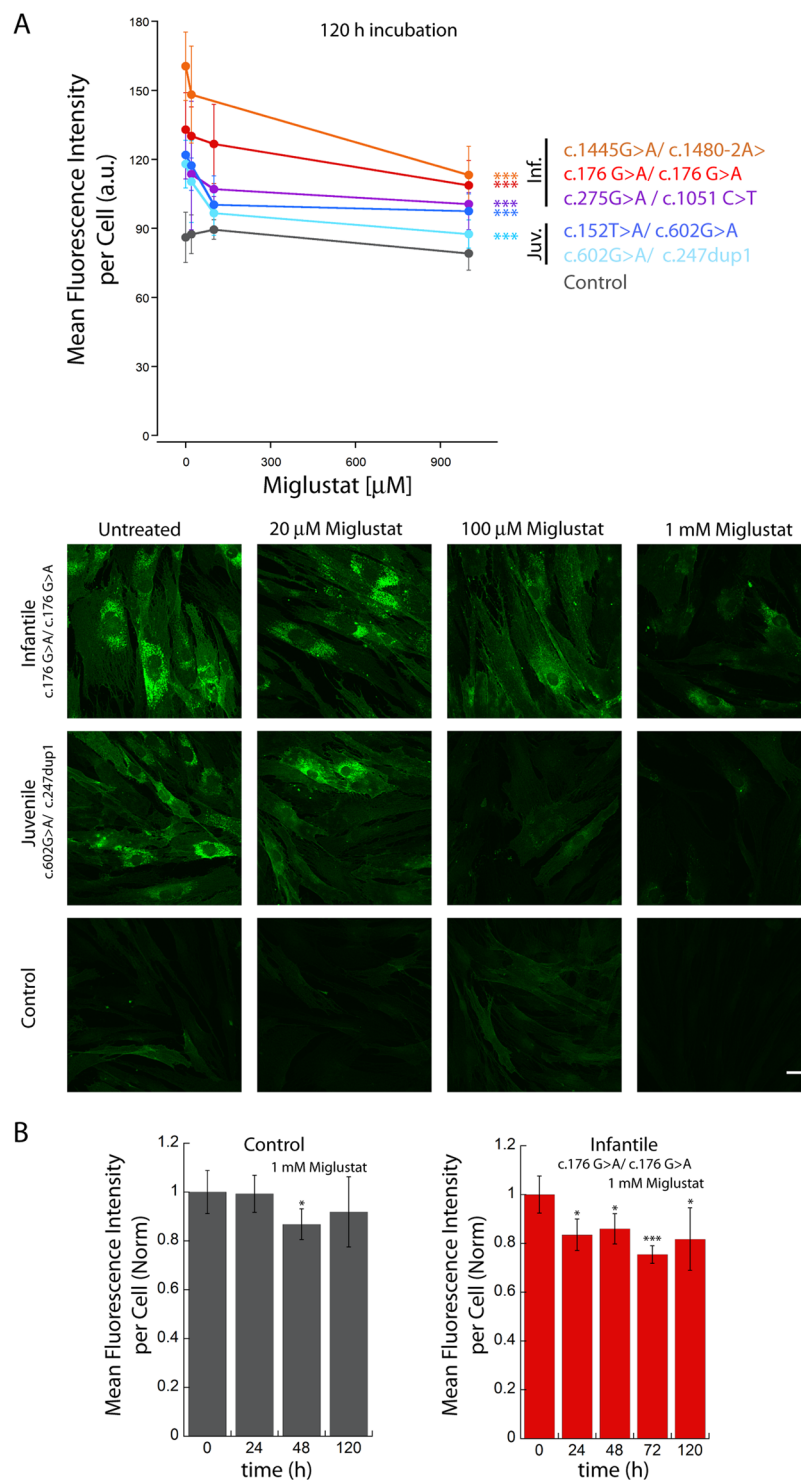 A
120 h incubation
180
150
120
90
60
30
0
Mean Fluorescence Intensity
per Cell (a.u.)
0 300 600 900
Miglustat [μM]
***
***
***
***
***
Inf.
c.1445G>A/ c.1480-2A>
c.176 G>A/ c.176 G>A
c.275G>A / c.1051 C>T
Juv.
c.152T>A/ c.602G>A
c.602G>A/ c.247dup1
Control
Untreated 20 μM Miglustat 100 μM Miglustat 1 mM Miglustat
Infantile
c.176 G>A/ c.176 G>A
Juvenile
c.602G>A/ c.247dup1
Control
B
Control
1 mM Miglustat
1.2
1
0.8
0.6
0.4
0.2
0
Mean Fluorescence Intensity
per Cell (Norm)
*
0 24 48 120
time (h)
Infantile
c.176 G>A/ c.176 G>A
1 mM Miglustat
1.2
1
0.8
0.6
0.4
0.2
0
Mean Fluorescence Intensity
per Cell (Norm)
* * *** *
0 24 48 72 120
time (h)